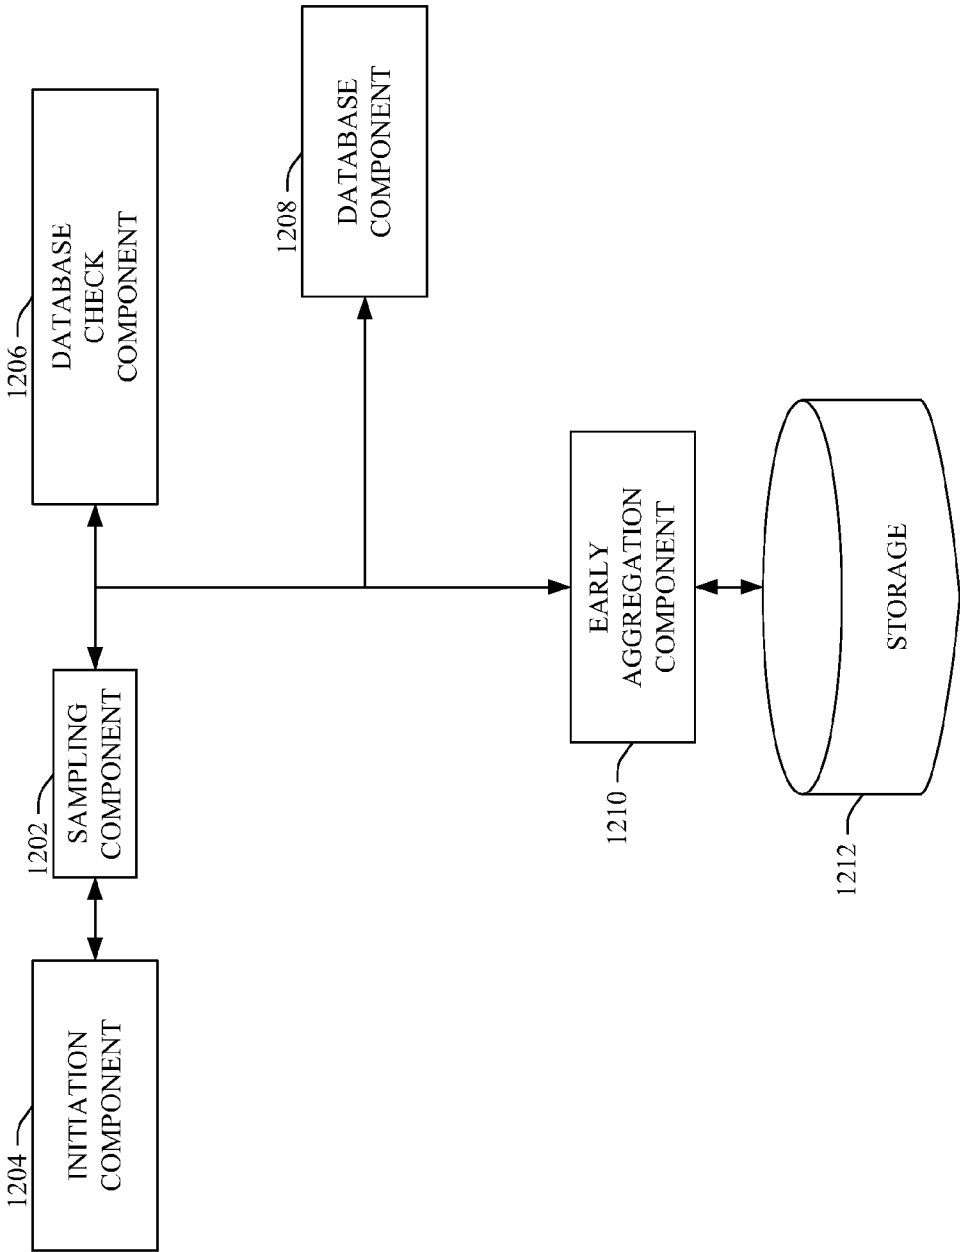 1204
INITIATION
COMPONENT
1202
SAMPLING
COMPONENT
1206
DATABASE
CHECK
COMPONENT
1208
DATABASE
COMPONENT
1210
EARLY
AGGREGATION
COMPONENT
1212
STORAGE